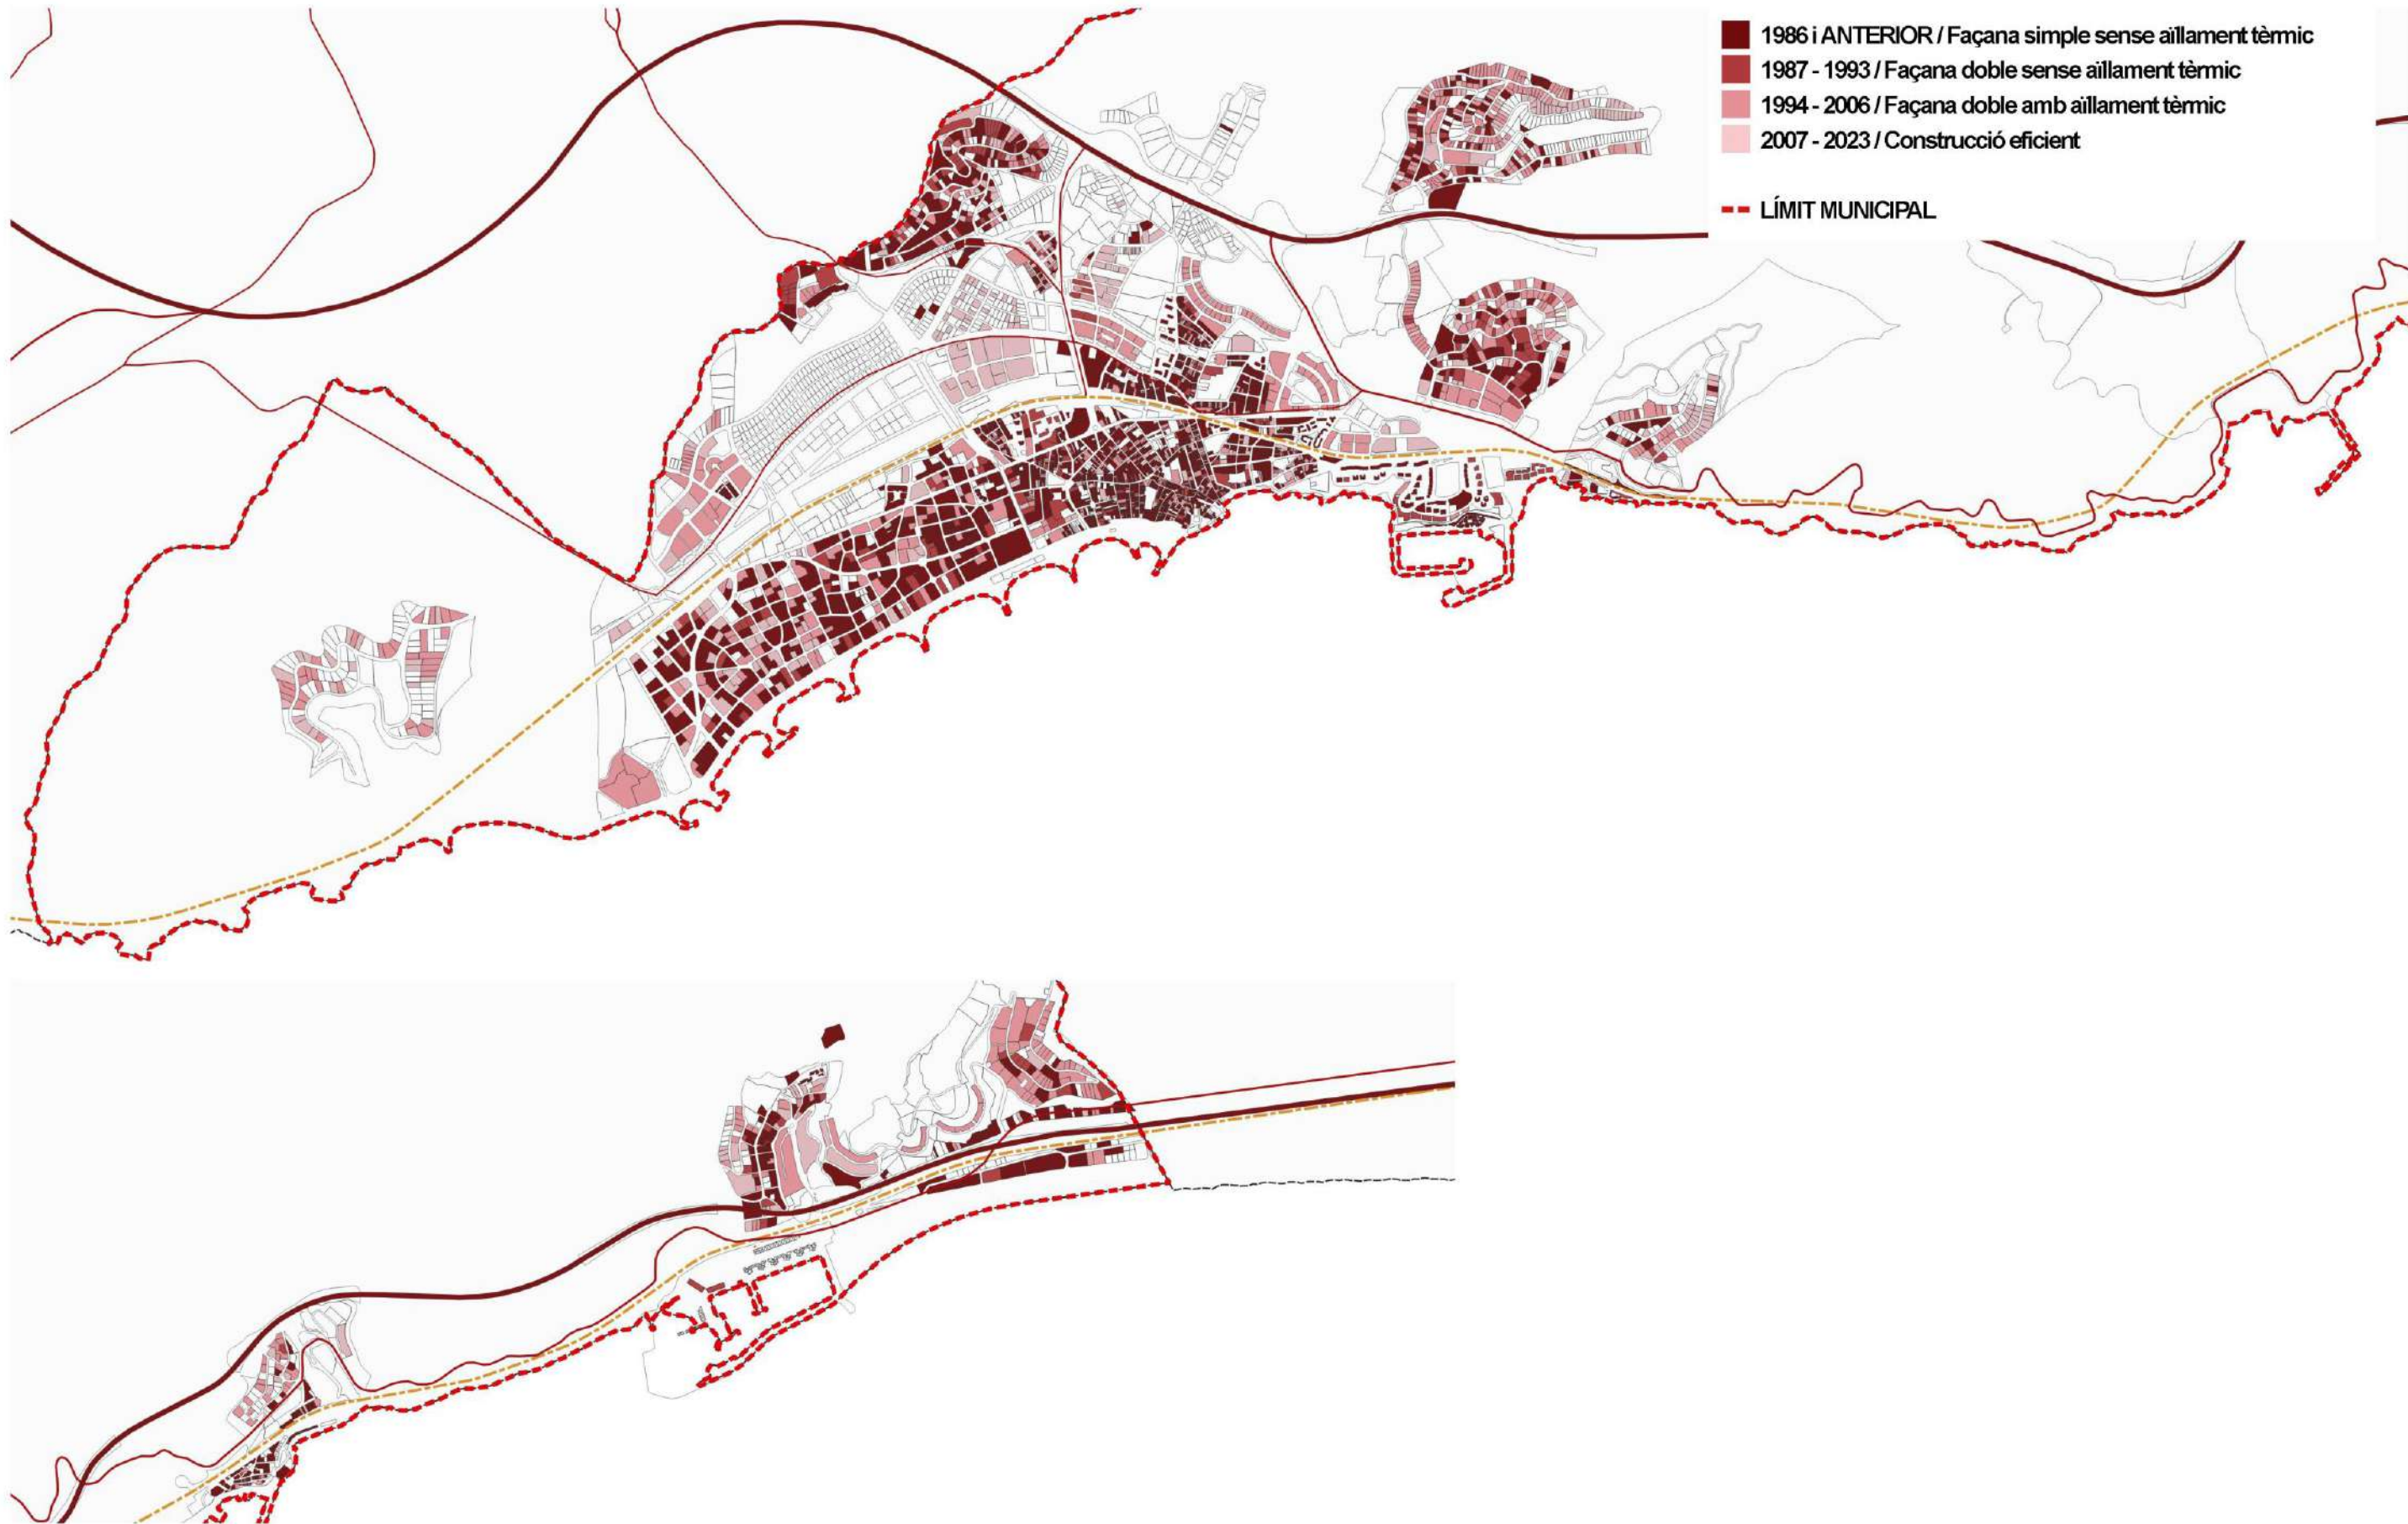 1986 i ANTERIOR / Façana simple sense aïllament tèrmic
1987 - 1993 / Façana doble sense aïllament tèrmic
1994 - 2006 / Façana doble amb aïllament tèrmic
2007 - 2023 / Construcció eficient
LÍMIT MUNICIPAL